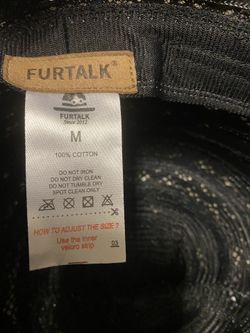 FURTALK®
FURTALK
Since 2012
M
100% COTTON
DO NOT IRON
DO NOT DRY CLEAN
DO NOT TUMBLE DRY
SPOT CLEAN ONLY
HOW TO ADJUST THE SIZE ?
Use the inner
velcro strip
03